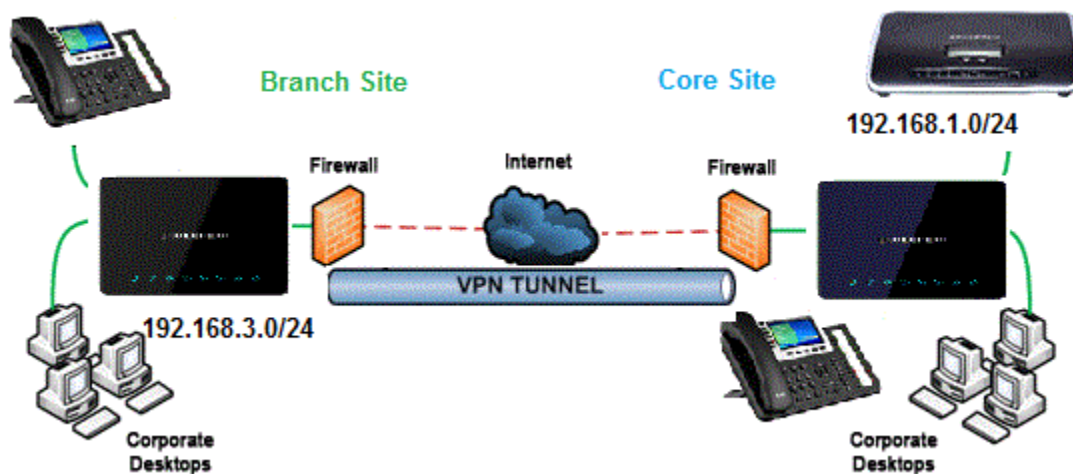 Branch Site
Core Site
192.168.1.0/24
Firewall
Internet
Firewall
VPN TUNNEL
192.168.3.0/24
Corporate
Desktops
Corporate
Desktops